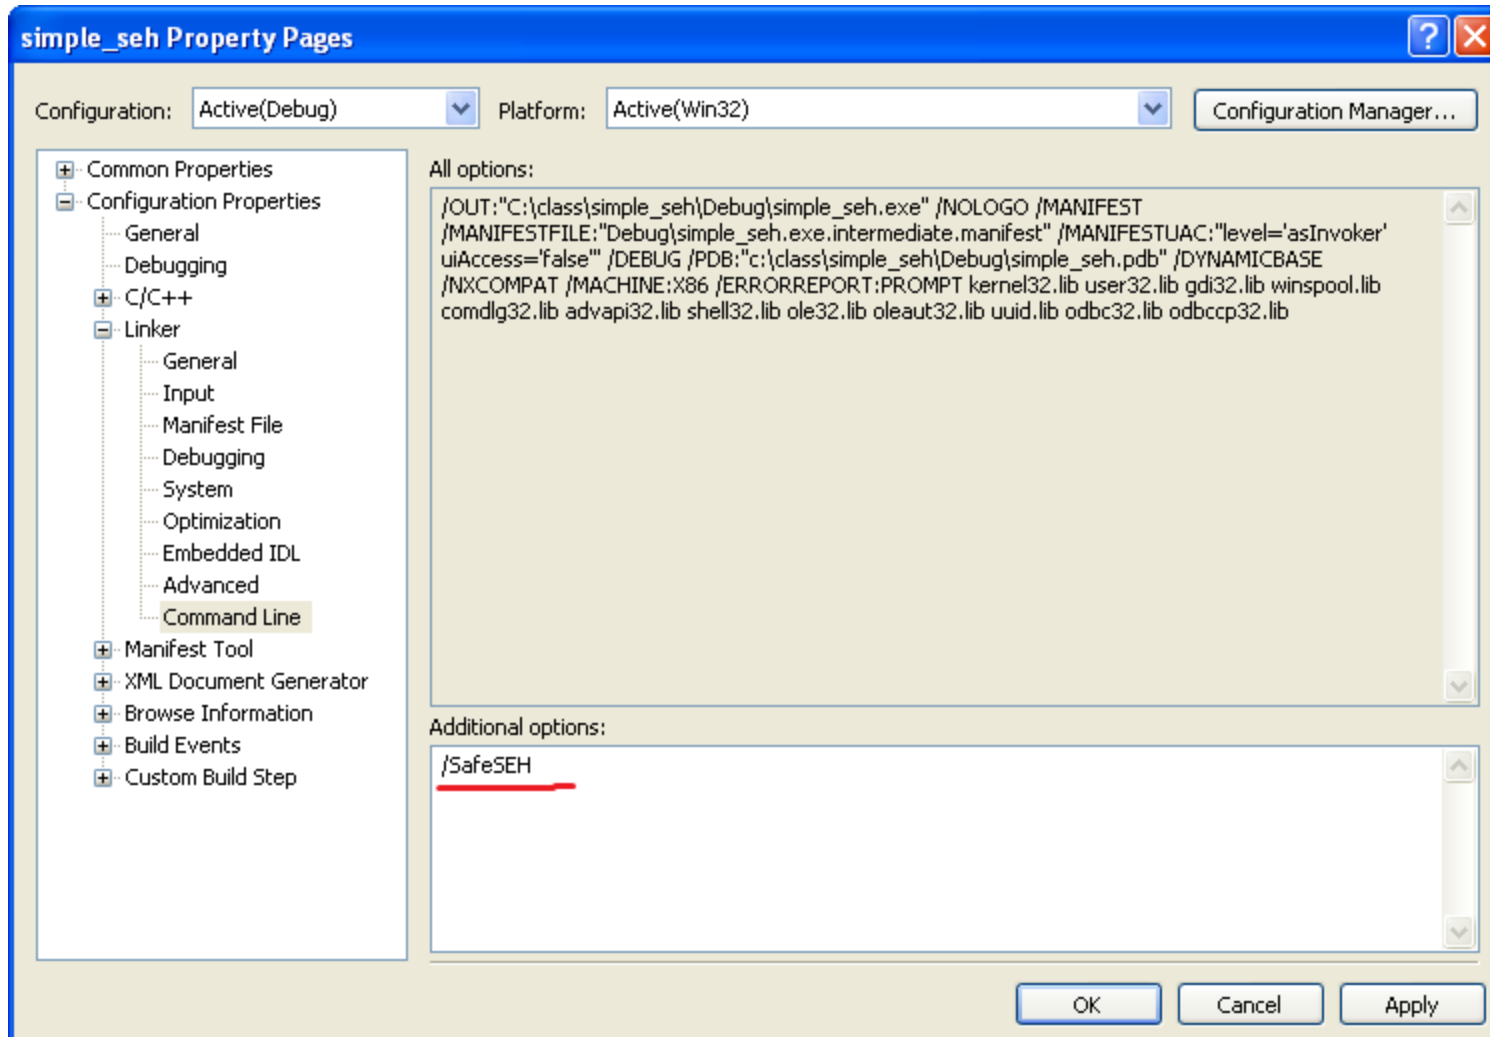 simple_seh Property Pages
Configuration: Active(Debug) Platform: Active(Win32) Configuration Manager...
Common Properties
Configuration Properties
General
Debugging
C/C++
Linker
General
Input
Manifest File
Debugging
System
Optimization
Embedded IDL
Advanced
Command Line
Manifest Tool
XML Document Generator
Browse Information
Build Events
Custom Build Step
All options:
/OUT:"C:\class\simple_seh\Debug\simple_seh.exe" /NOLOGO /MANIFEST
/MANIFESTFILE:"Debug\simple_seh.exe.intermediate.manifest" /MANIFESTUAC:"level='asInvoker'
uiAccess='false'" /DEBUG /PDB:"c:\class\simple_seh\Debug\simple_seh.pdb" /DYNAMICBASE
/NXCOMPAT /MACHINE:X86 /ERRORREPORT:PROMPT kernel32.lib user32.lib gdi32.lib winspool.lib
comdlg32.lib advapi32.lib shell32.lib ole32.lib oleaut32.lib uuid.lib odbc32.lib odbccp32.lib
Additional options:
/SafeSEH
OK Cancel Apply